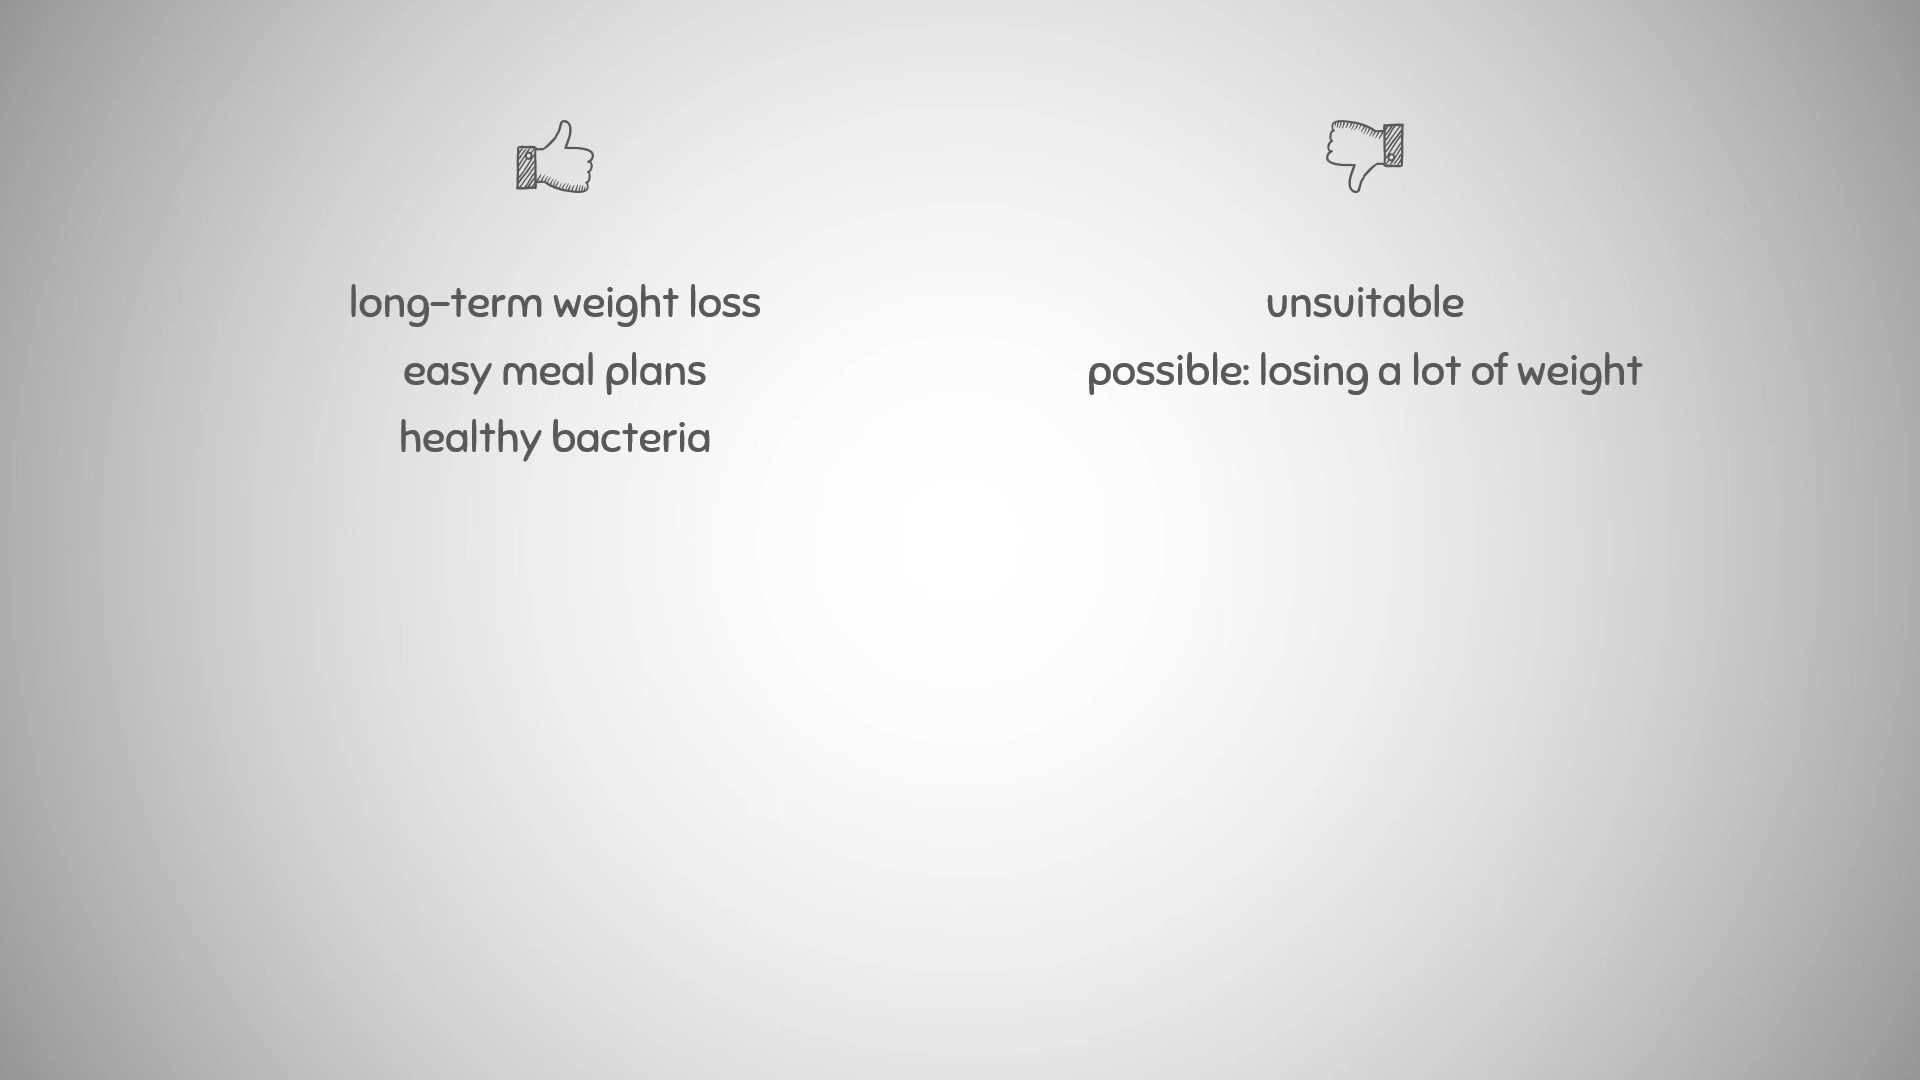 long-term weight loss
easy meal plans
healthy bacteria
unsuitable
possible: losing a lot of weight